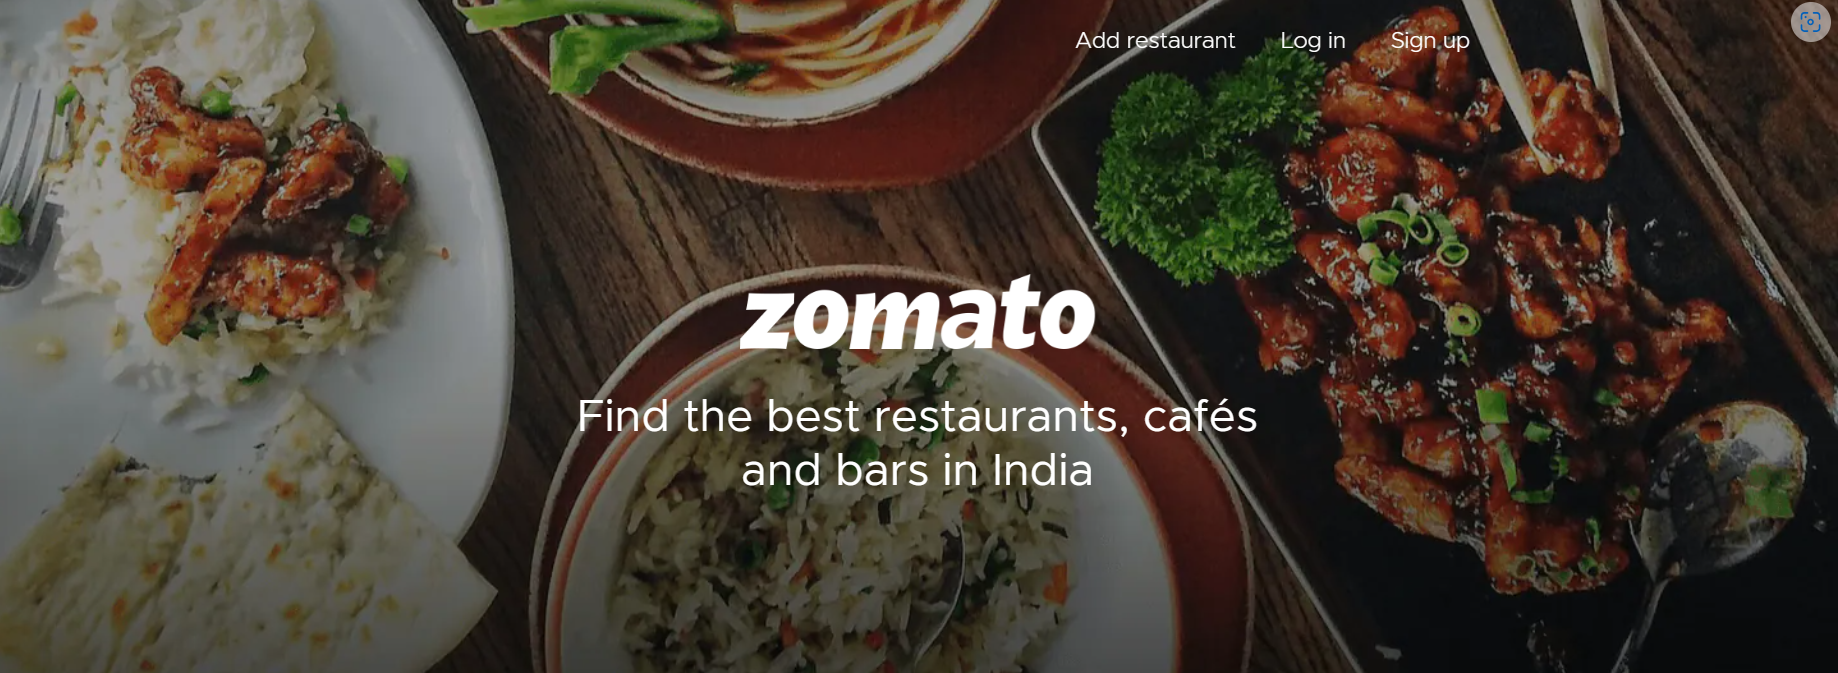 Add restaurant Log in Sign up
zomato
Find the best restaurants, cafés
and bars in India